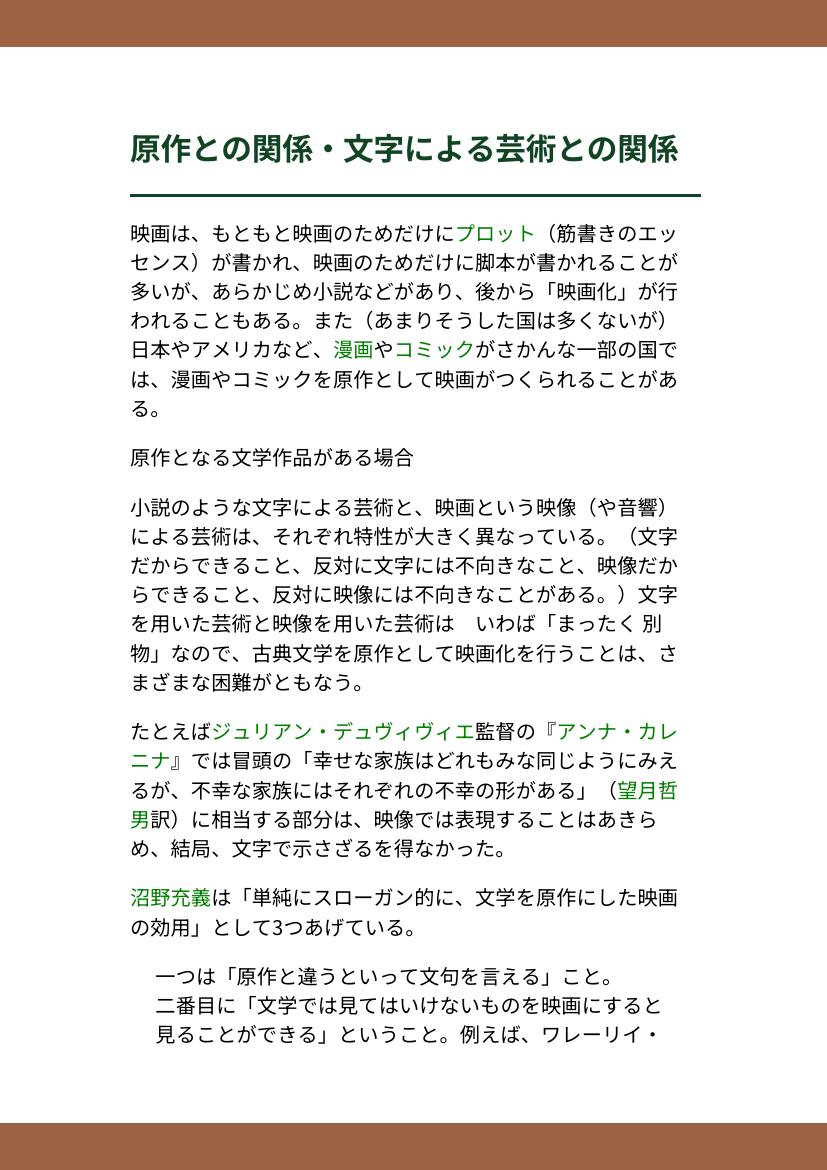 原作との関係・文字による芸術との関係
映画は、もともと映画のためだけにプロット（筋書きのエッ
センス）が書かれ、映画のためだけに脚本が書かれることが
多いが、あらかじめ小説などがあり、後から「映画化」が行
われることもある。また（あまりそうした国は多くないが）
日本やアメリカなど、漫画やコミックがさかんな一部の国で
は、漫画やコミックを原作として映画がつくられることがあ
る。
原作となる文学作品がある場合
小説のような文字による芸術と、映画という映像（や音響）
による芸術は、それぞれ特性が大きく異なっている。（文字
だからできること、反対に文字には不向きなこと、映像だか
らできること、反対に映像には不向きなことがある。）文字
を用いた芸術と映像を用いた芸術は　いわば「まったく 別
物」なので、古典文学を原作として映画化を行うことは、さ
まざまな困難がともなう。
たとえばジュリアン・デュヴィヴィエ監督の『アンナ・カレ
ニナ』では冒頭の「幸せな家族はどれもみな同じようにみえ
るが、不幸な家族にはそれぞれの不幸の形がある」（望月哲
男訳）に相当する部分は、映像では表現することはあきら
め、結局、文字で示さざるを得なかった。
沼野充義は「単純にスローガン的に、文学を原作にした映画
の効用」として3つあげている。
一つは「原作と違うといって文句を言える」こと。
二番目に「文学では見てはいけないものを映画にすると
見ることができる」ということ。例えば、ワレーリイ・